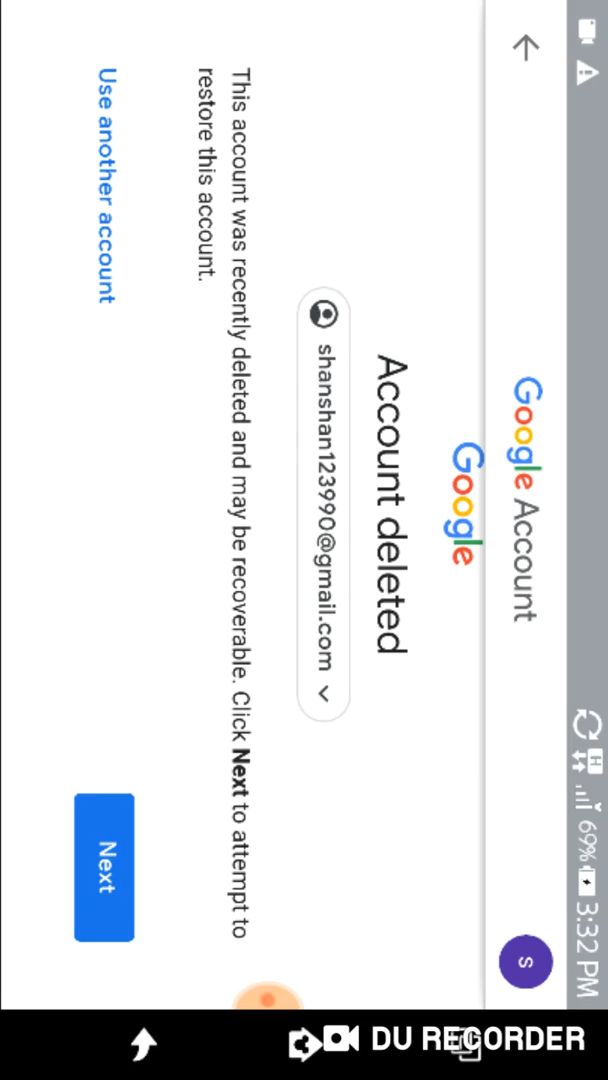 69% 3:32 PM
Google Account
s
Google
Account deleted
shanshan123990@gmail.com
This account was recently deleted and may be recoverable. Click Next to attempt to
restore this account.
Use another account
Next
DU RECORDER